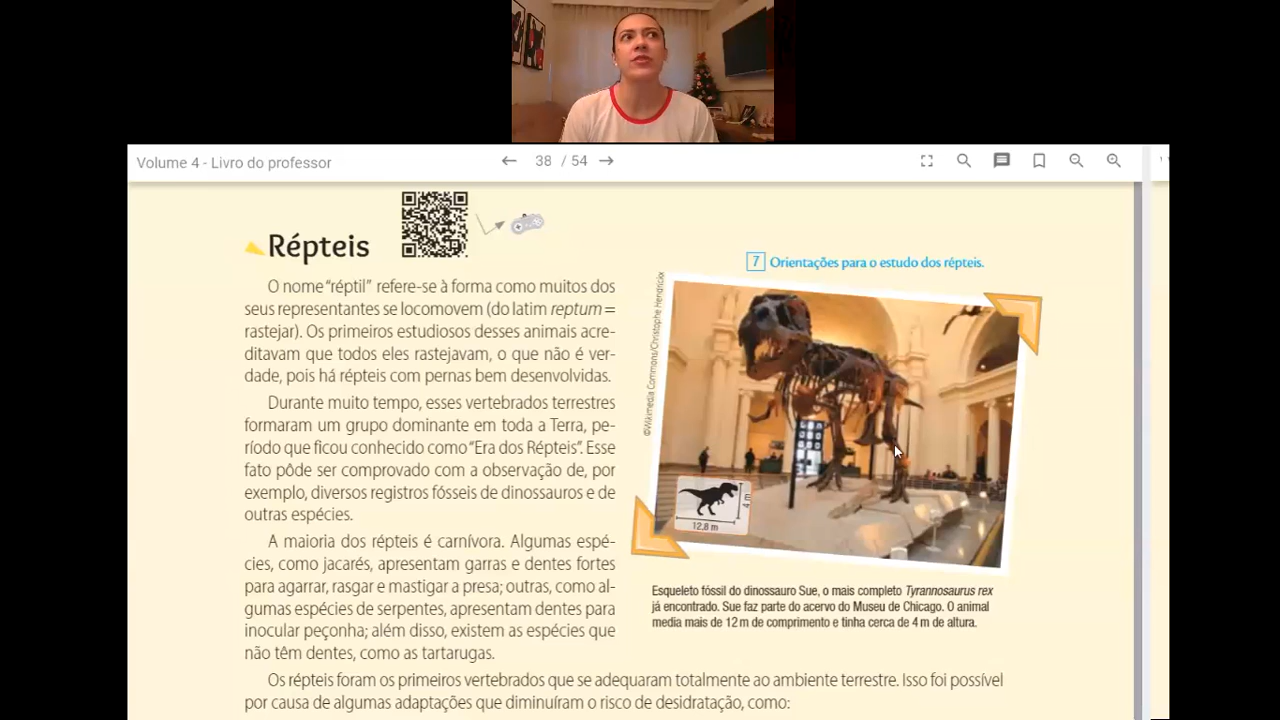 Volume 4 - Livro do professor
38 / 54
Répteis
7 Orientações para o estudo dos répteis.
O nome “réptil” refere-se à forma como muitos dos
seus representantes se locomovem (do latim reptum =
rastejar). Os primeiros estudiosos desses animais acre-
ditavam que todos eles rastejavam, o que não é ver-
dade, pois há répteis com pernas bem desenvolvidas.
Durante muito tempo, esses vertebrados terrestres
formaram um grupo dominante em toda a Terra, pe-
ríodo que ficou conhecido como “Era dos Répteis”. Esse
fato pôde ser comprovado com a observação de, por
exemplo, diversos registros fósseis de dinossauros e de
outras espécies.
A maioria dos répteis é carnívora. Algumas espé-
cies, como jacarés, apresentam garras e dentes fortes
para agarrar, rasgar e mastigar a presa; outras, como al-
gumas espécies de serpentes, apresentam dentes para
inocular peçonha; além disso, existem as espécies que
não têm dentes, como as tartarugas.
©Wikimedia Commons/Christophe Hendrickx
4 m
12,8 m
Esqueleto fóssil do dinossauro Sue, o mais completo Tyrannosaurus rex
já encontrado. Sue faz parte do acervo do Museu de Chicago. O animal
media mais de 12 m de comprimento e tinha cerca de 4 m de altura.
Os répteis foram os primeiros vertebrados que se adequaram totalmente ao ambiente terrestre. Isso foi possível
por causa de algumas adaptações que diminuíram o risco de desidratação, como: